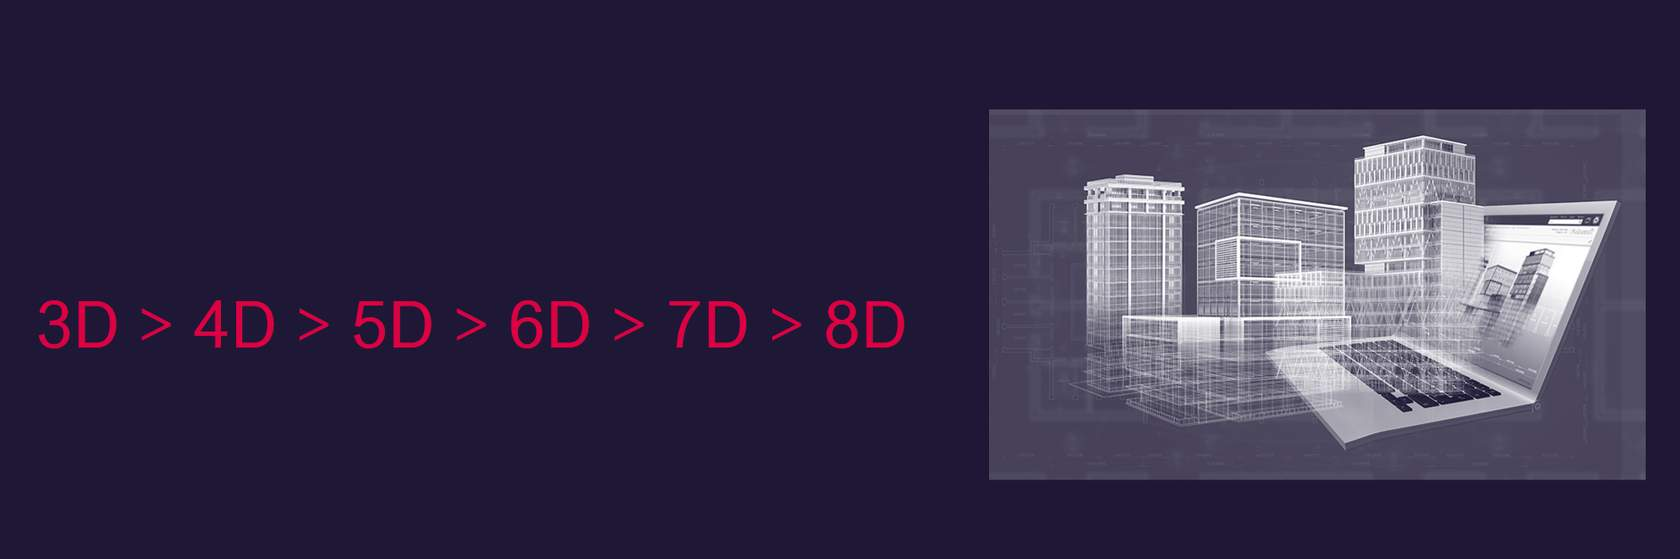 3D > 4D > 5D > 6D > 7D > 8D